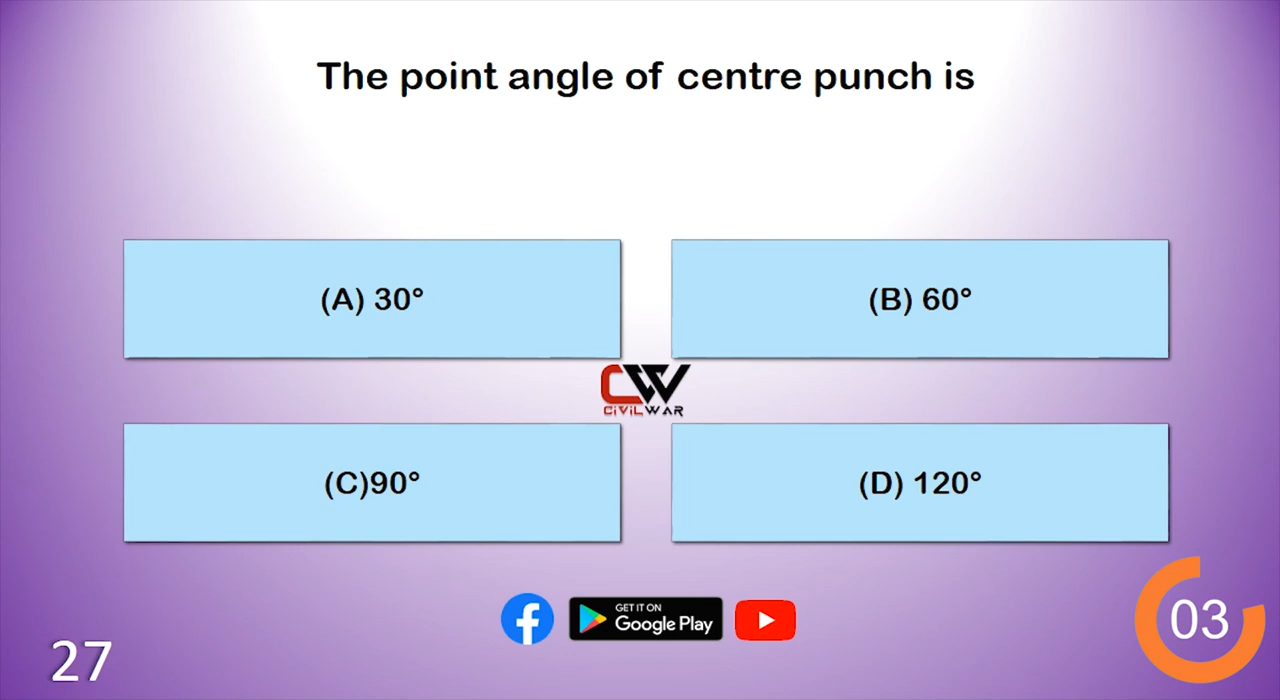 The point angle of centre punch is
(A) 30°
(B) 60°
CW
CIVIL WAR
(C)90°
(D) 120°
GET IT ON
Google Play
27
03